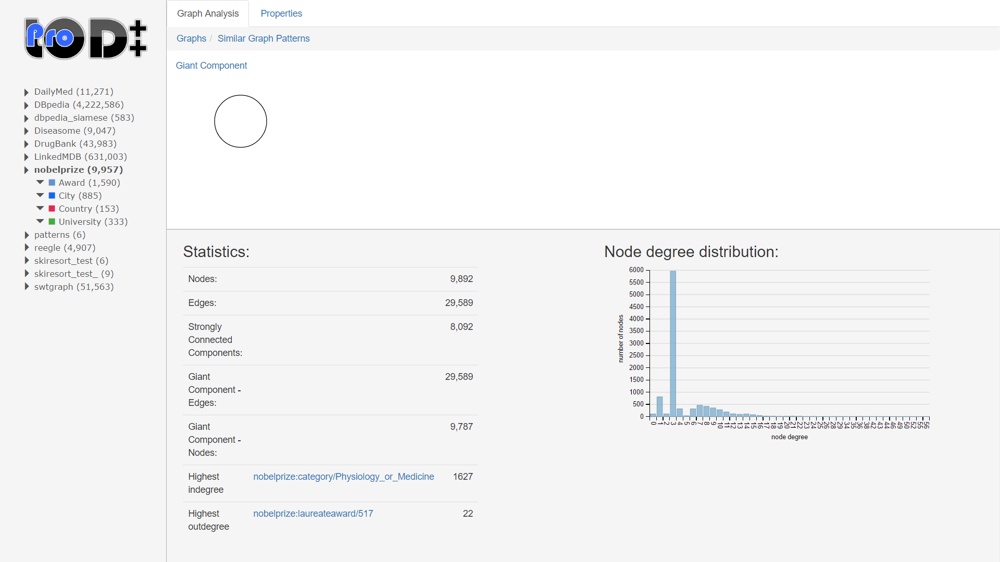 Pro LOD++
DailyMed (11,271)
DBpedia (4,222,586)
dbpedia_siamese (583)
Diseasome (9,047)
DrugBank (43,983)
LinkedMDB (631,003)
nobelprize (9,957)
Award (1,590)
City (885)
Country (153)
University (333)
patterns (6)
reegle (4,907)
skiresort_test (6)
skiresort_test_ (9)
swtgraph (51,563)
Graph Analysis Properties
Graphs / Similar Graph Patterns
Giant Component
Statistics:
Nodes: 9,892
Edges: 29,589
Strongly 8,092
Connected
Components:
Giant 29,589
Component -
Edges:
Giant 9,787
Component -
Nodes:
Highest nobelprize:category/Physiology_or_Medicine 1627
indegree
Highest nobelprize:laureateaward/517 22
outdegree
Node degree distribution:
6000
5500
5000
4500
4000
3500
3000
2500
2000
1500
1000
500
0
number of nodes
0 1 2 3 4 5 6 7 8 9 10 11 12 13 14 15 16 17 18 19 20 21 22 23 24 25 26 28 29 34 35 36 38 42 43 44 46 49 50 52 55 56
node degree